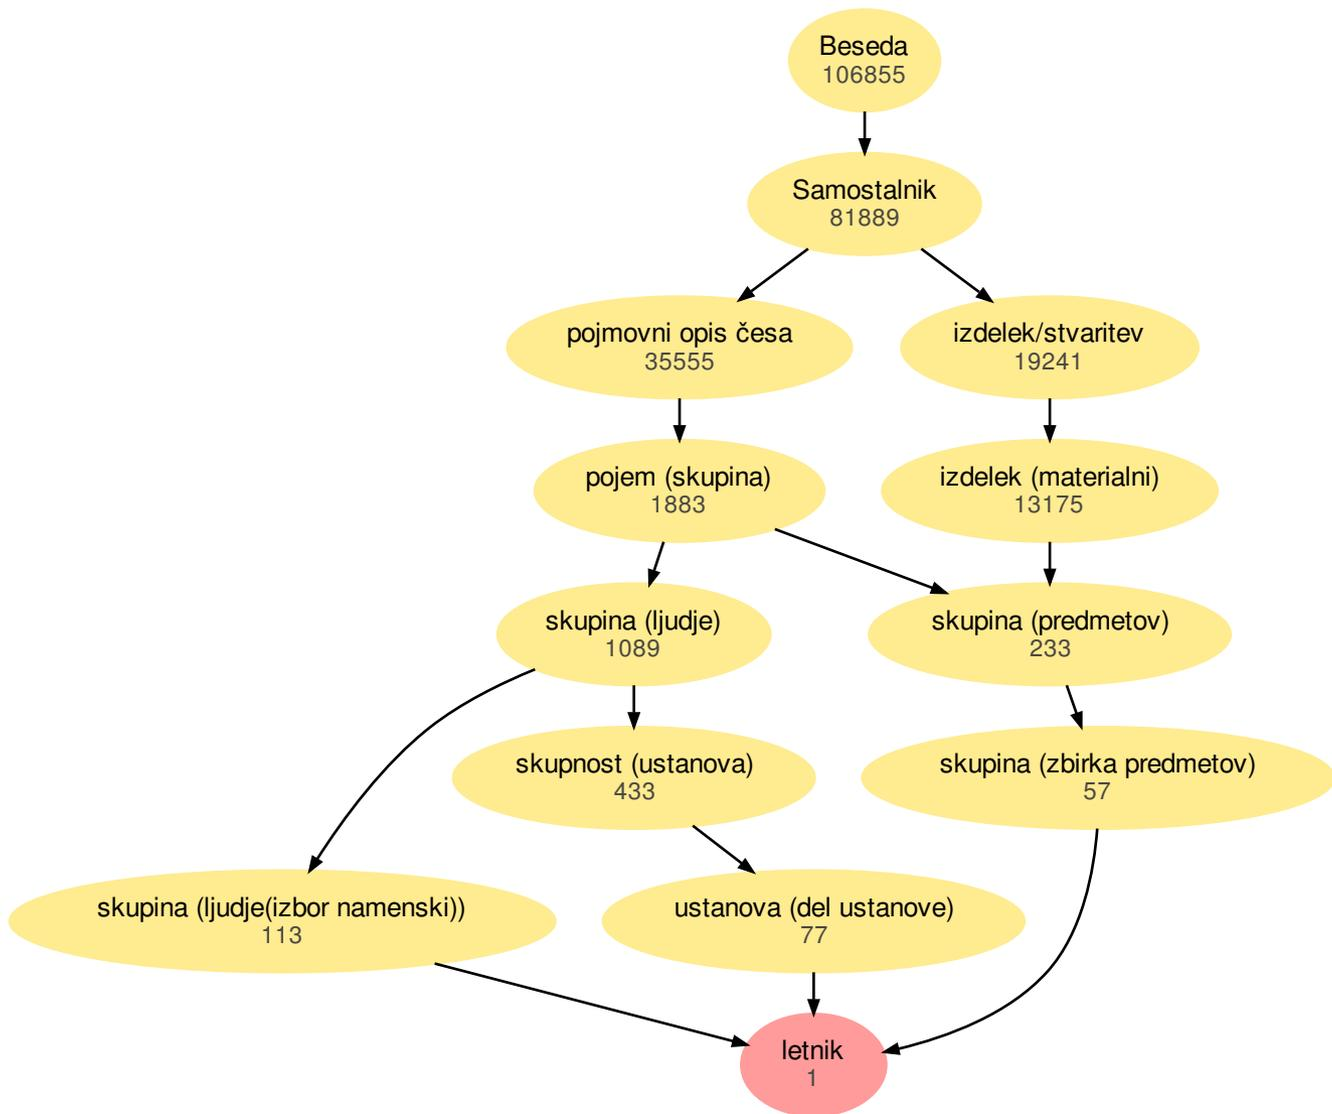 Beseda
106855
Samostalnik
81889
pojmovni opis česa
35555
izdelek/stvaritev
19241
pojem (skupina)
1883
izdelek (materialni)
13175
skupina (ljudje)
1089
skupina (predmetov)
233
skupnost (ustanova)
433
skupina (zbirka predmetov)
57
skupina (ljudje(izbor namenski))
113
ustanova (del ustanove)
77
letnik
1